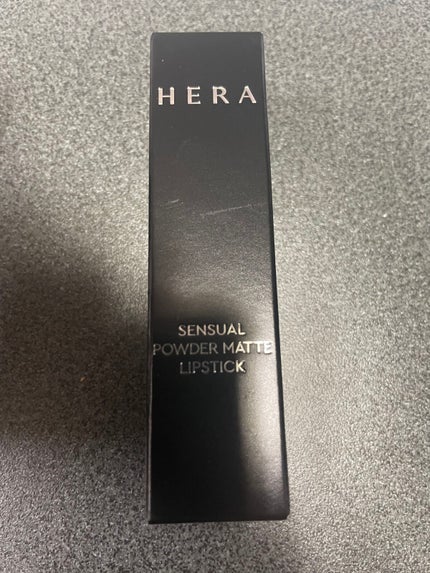 HERA
SENSUAL
POWDER MATTE
LIPSTICK